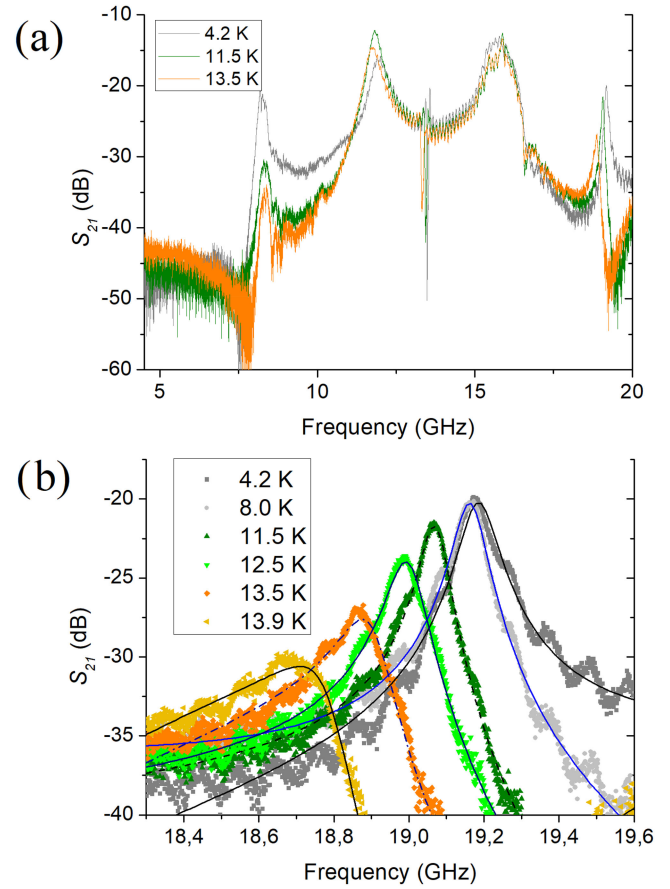 (a)
4.2 K
11.5 K
13.5 K
-10
-20
-30
-40
-50
-60
S21 (dB)
5 10 15 20
Frequency (GHz)
(b)
4.2 K
8.0 K
11.5 K
12.5 K
13.5 K
13.9 K
-20
-25
-30
-35
-40
S21 (dB)
18,4 18,6 18,8 19,0 19,2 19,4 19,6
Frequency (GHz)